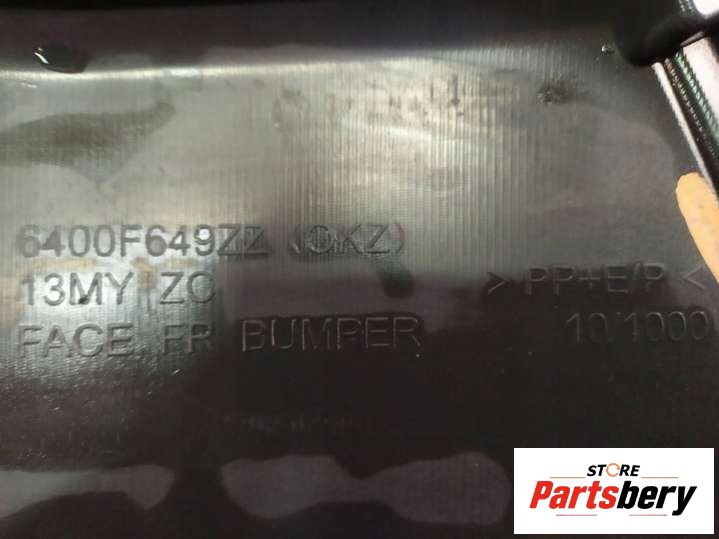 6400F649ZZ (OKZ)
13MY ZC
> PP+E/P <
FACE, FR BUMPER
10 1000
STORE
Partsbery